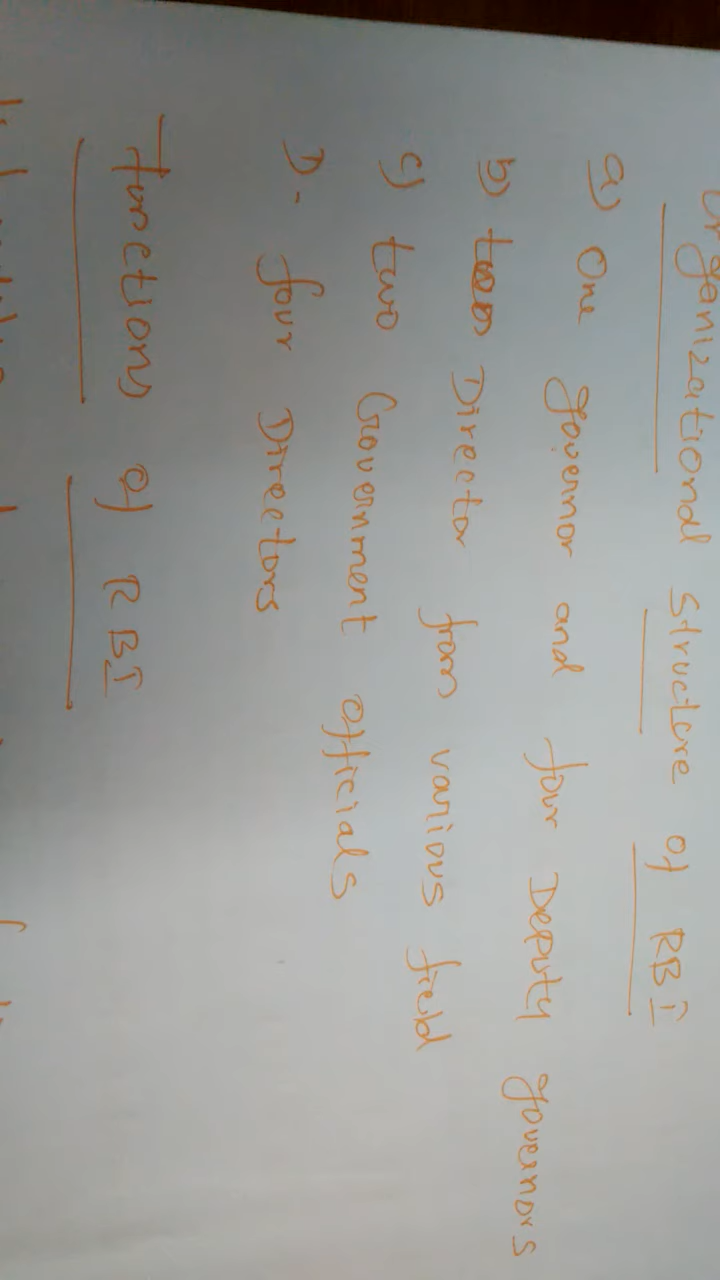 Organizational structure of RBI
a) One governor and four Deputy governors
b) Director from various field
c) two Government officials
D. four Directors
Functions of RBI